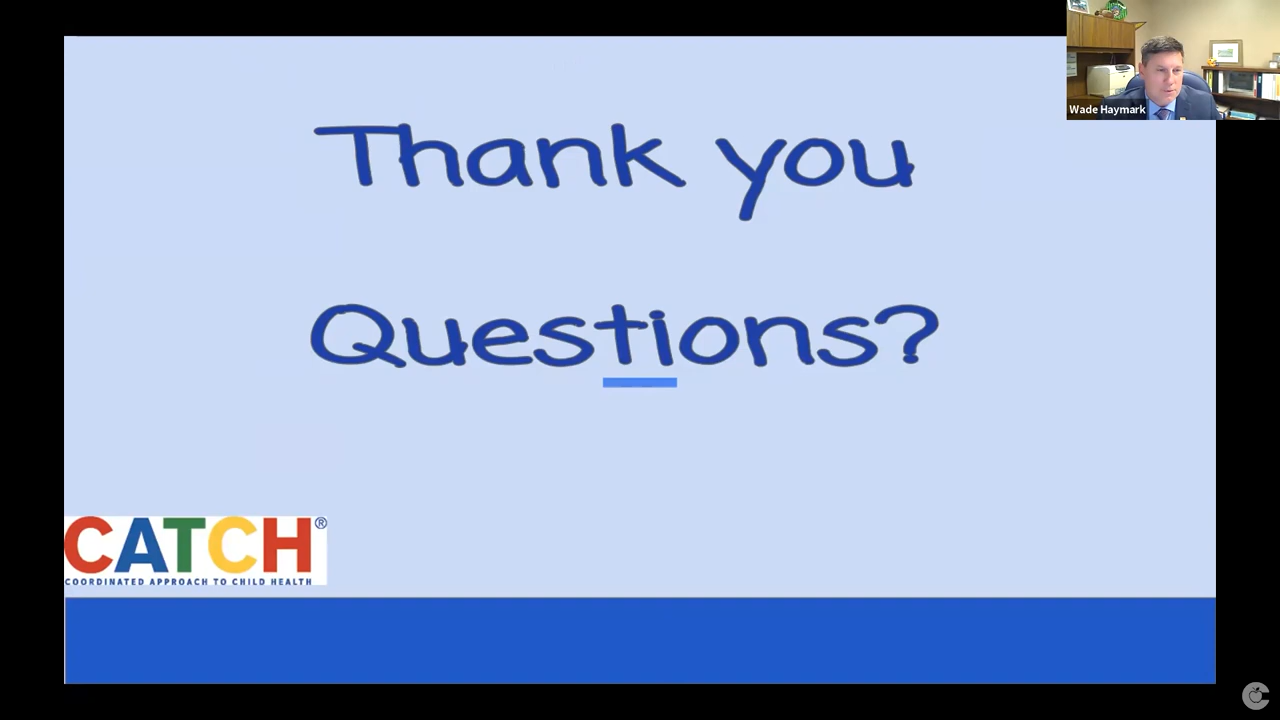 Thank you
Questions?
Wade Haymark
CATCH®
COORDINATED APPROACH TO CHILD HEALTH